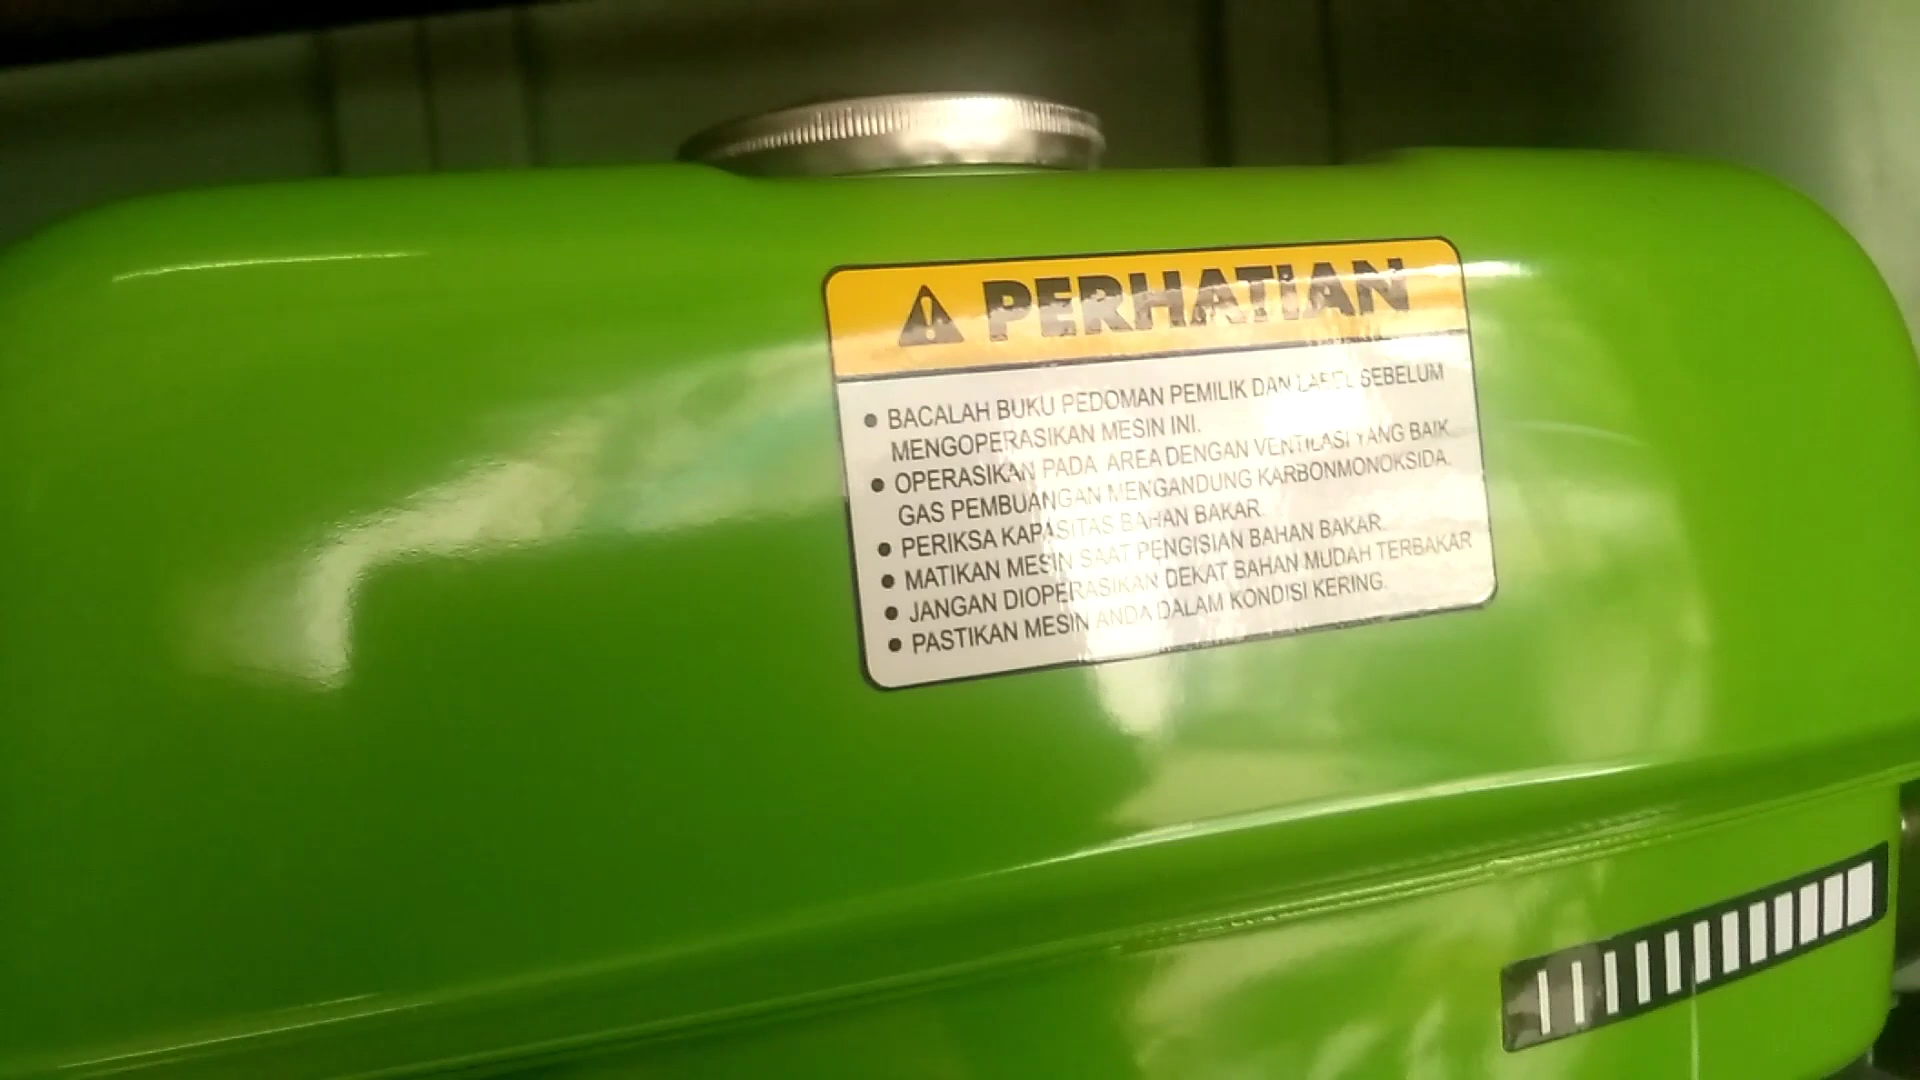 PERHATIAN
● BACALAH BUKU PEDOMAN PEMILIK DAN LABEL SEBELUM
MENGOPERASIKAN MESIN INI.
● OPERASIKAN PADA AREA DENGAN VENTILASI YANG BAIK
GAS PEMBUANGAN MENGANDUNG KARBONMONOKSIDA.
● PERIKSA KAPASITAS BAHAN BAKAR.
● MATIKAN MESIN SAAT PENGISIAN BAHAN BAKAR.
● JANGAN DIOPERASIKAN DEKAT BAHAN MUDAH TERBAKAR
● PASTIKAN MESIN ANDA DALAM KONDISI KERING.